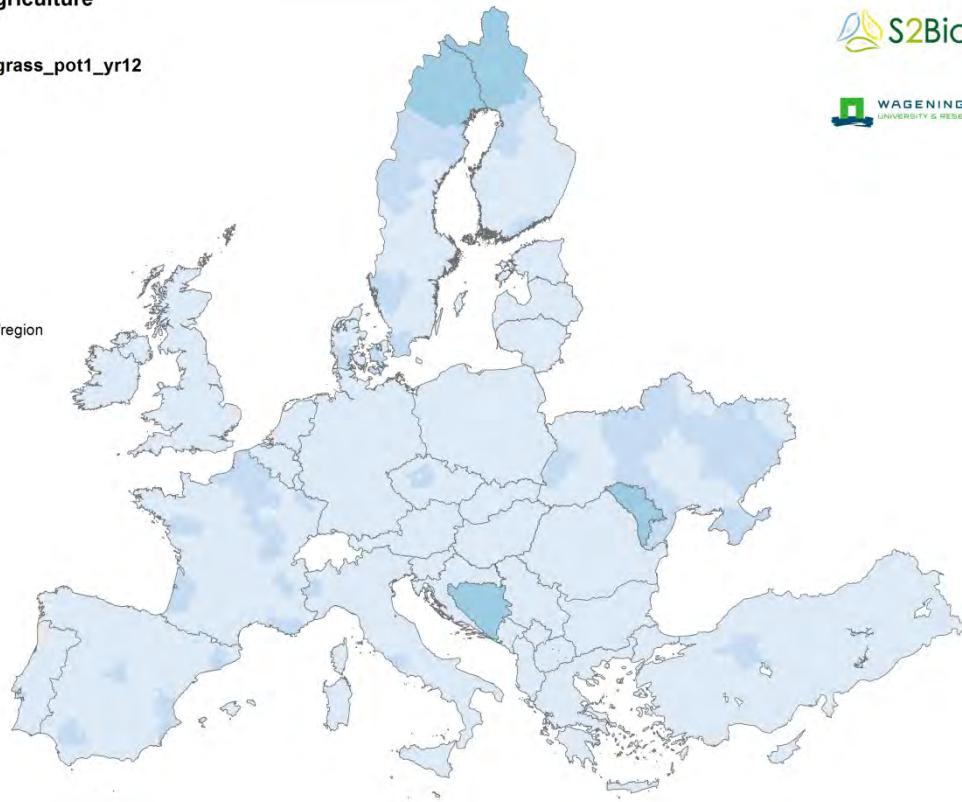 griculture
grass_pot1_yr12
region
S2Bio
WAGENING
UNIVERSITY & RESE